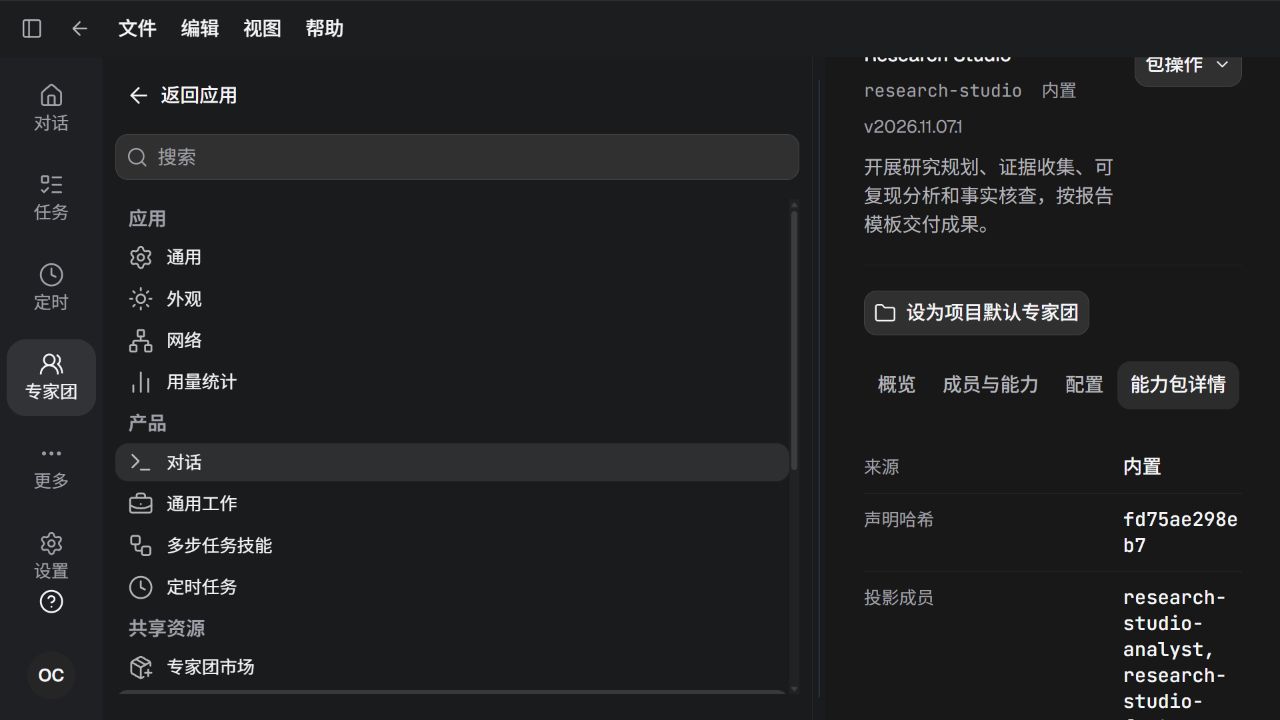 文件 编辑 视图 帮助
对话
任务
定时
专家团
更多
设置
OC
返回应用
搜索
应用
通用
外观
网络
用量统计
产品
对话
通用工作
多步任务技能
定时任务
共享资源
专家团市场
Research Studio
包操作
research-studio 内置
v2026.11.07.1
开展研究规划、证据收集、可
复现分析和事实核查，按报告
模板交付成果。
设为项目默认专家团
概览 成员与能力 配置 能力包详情
来源 内置
声明哈希 fd75ae298e
b7
投影成员 research-
studio-
analyst,
research-
studio-